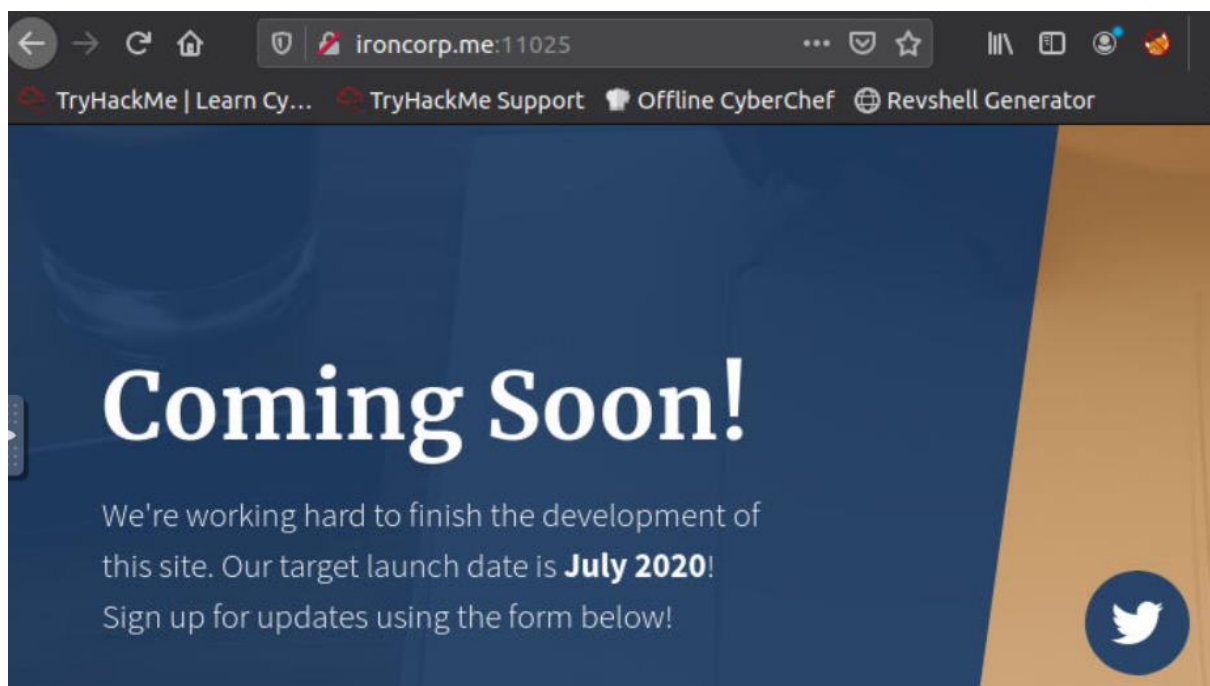 ironcorp.me:11025
TryHackMe | Learn Cy... TryHackMe Support Offline CyberChef Revshell Generator
Coming Soon!
We're working hard to finish the development of
this site. Our target launch date is July 2020!
Sign up for updates using the form below!